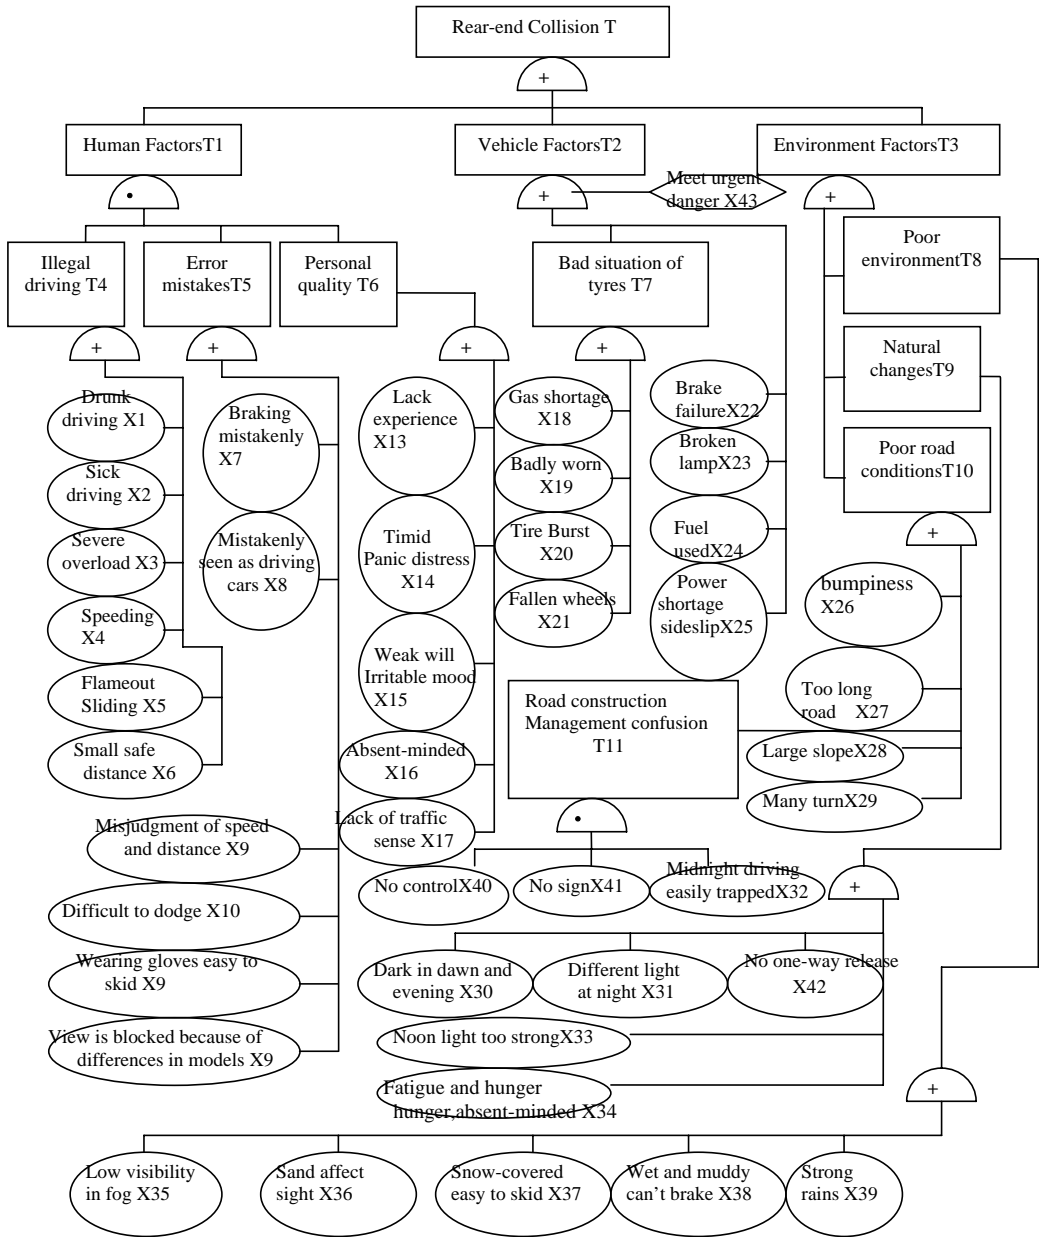 Rear-end Collision T
+
Human FactorsT1
Vehicle FactorsT2
Environment FactorsT3
•
+
Meet urgent
danger X43
+
Illegal
driving T4
Error
mistakesT5
Personal
quality T6
Bad situation of
tyres T7
Poor
environmentT8
+
+
+
+
Natural
changesT9
Drunk
driving X1
Sick
driving X2
Severe
overload X3
Speeding
X4
Flameout
Sliding X5
Small safe
distance X6
Braking
mistakenly
X7
Mistakenly
seen as driving
cars X8
Lack
experience
X13
Timid
Panic distress
X14
Weak will
Irritable mood
X15
Absent-minded
X16
Lack of traffic
sense X17
Gas shortage
X18
Badly worn
X19
Tire Burst
X20
Fallen wheels
X21
Brake
failureX22
Broken
lampX23
Fuel
usedX24
Power
shortage
sideslipX25
Poor road
conditionsT10
+
bumpiness
X26
Too long
road X27
Large slopeX28
Many turnX29
Road construction
Management confusion
T11
•
Misjudgment of speed
and distance X9
Difficult to dodge X10
Wearing gloves easy to
skid X9
View is blocked because of
differences in models X9
No controlX40
No signX41
Midnight driving
easily trappedX32
+
Dark in dawn and
evening X30
Different light
at night X31
No one-way release
X42
Noon light too strongX33
Fatigue and hunger
hunger,absent-minded X34
+
Low visibility
in fog X35
Sand affect
sight X36
Snow-covered
easy to skid X37
Wet and muddy
can't brake X38
Strong
rains X39